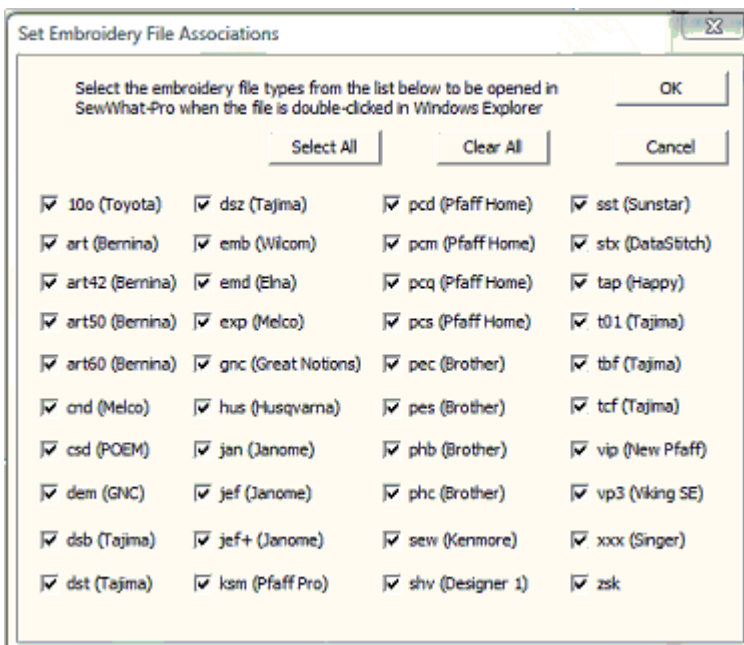 Set Embroidery File Associations
Select the embroidery file types from the list below to be opened in
SewWhat-Pro when the file is double-clicked in Windows Explorer
OK
Select All
Clear All
Cancel
10o (Toyota)
art (Bernina)
art42 (Bernina)
art50 (Bernina)
art60 (Bernina)
cnd (Melco)
csd (POEM)
dem (GNC)
dsb (Tajima)
dst (Tajima)
dsz (Tajima)
emb (Wilcom)
emd (Elna)
exp (Melco)
gnc (Great Notions)
hus (Husqvarna)
jan (Janome)
jef (Janome)
jef+ (Janome)
ksm (Pfaff Pro)
pcd (Pfaff Home)
pcm (Pfaff Home)
pcq (Pfaff Home)
pcs (Pfaff Home)
pec (Brother)
pes (Brother)
phb (Brother)
phc (Brother)
sew (Kenmore)
shv (Designer 1)
sst (Sunstar)
stx (DataStitch)
tap (Happy)
t01 (Tajima)
tbf (Tajima)
tcf (Tajima)
vip (New Pfaff)
vp3 (Viking SE)
xxx (Singer)
zsk